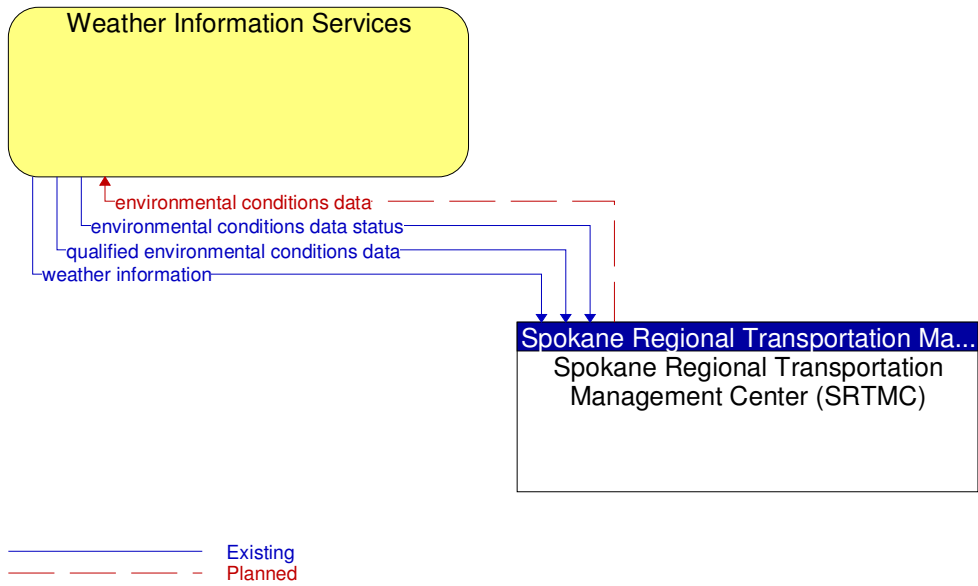 Weather Information Services
environmental conditions data
environmental conditions data status
qualified environmental conditions data
weather information
Spokane Regional Transportation Ma...
Spokane Regional Transportation
Management Center (SRTMC)
Existing
Planned